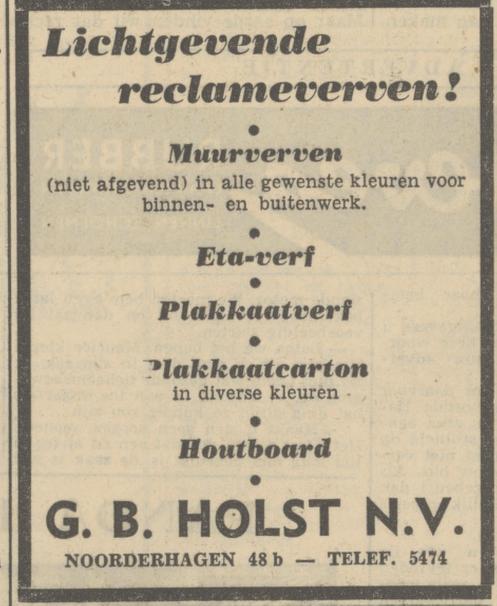 Lichtgevende
reclameverven!
•
Muurverven
(niet afgevend) in alle gewenste kleuren voor
binnen- en buitenwerk.
•
Eta-verf
•
Plakkaatverf
•
Plakkaatcarton
in diverse kleuren
•
Houtboard
•
G. B. HOLST N.V.
NOORDERHAGEN 48 b — TELEF. 5474